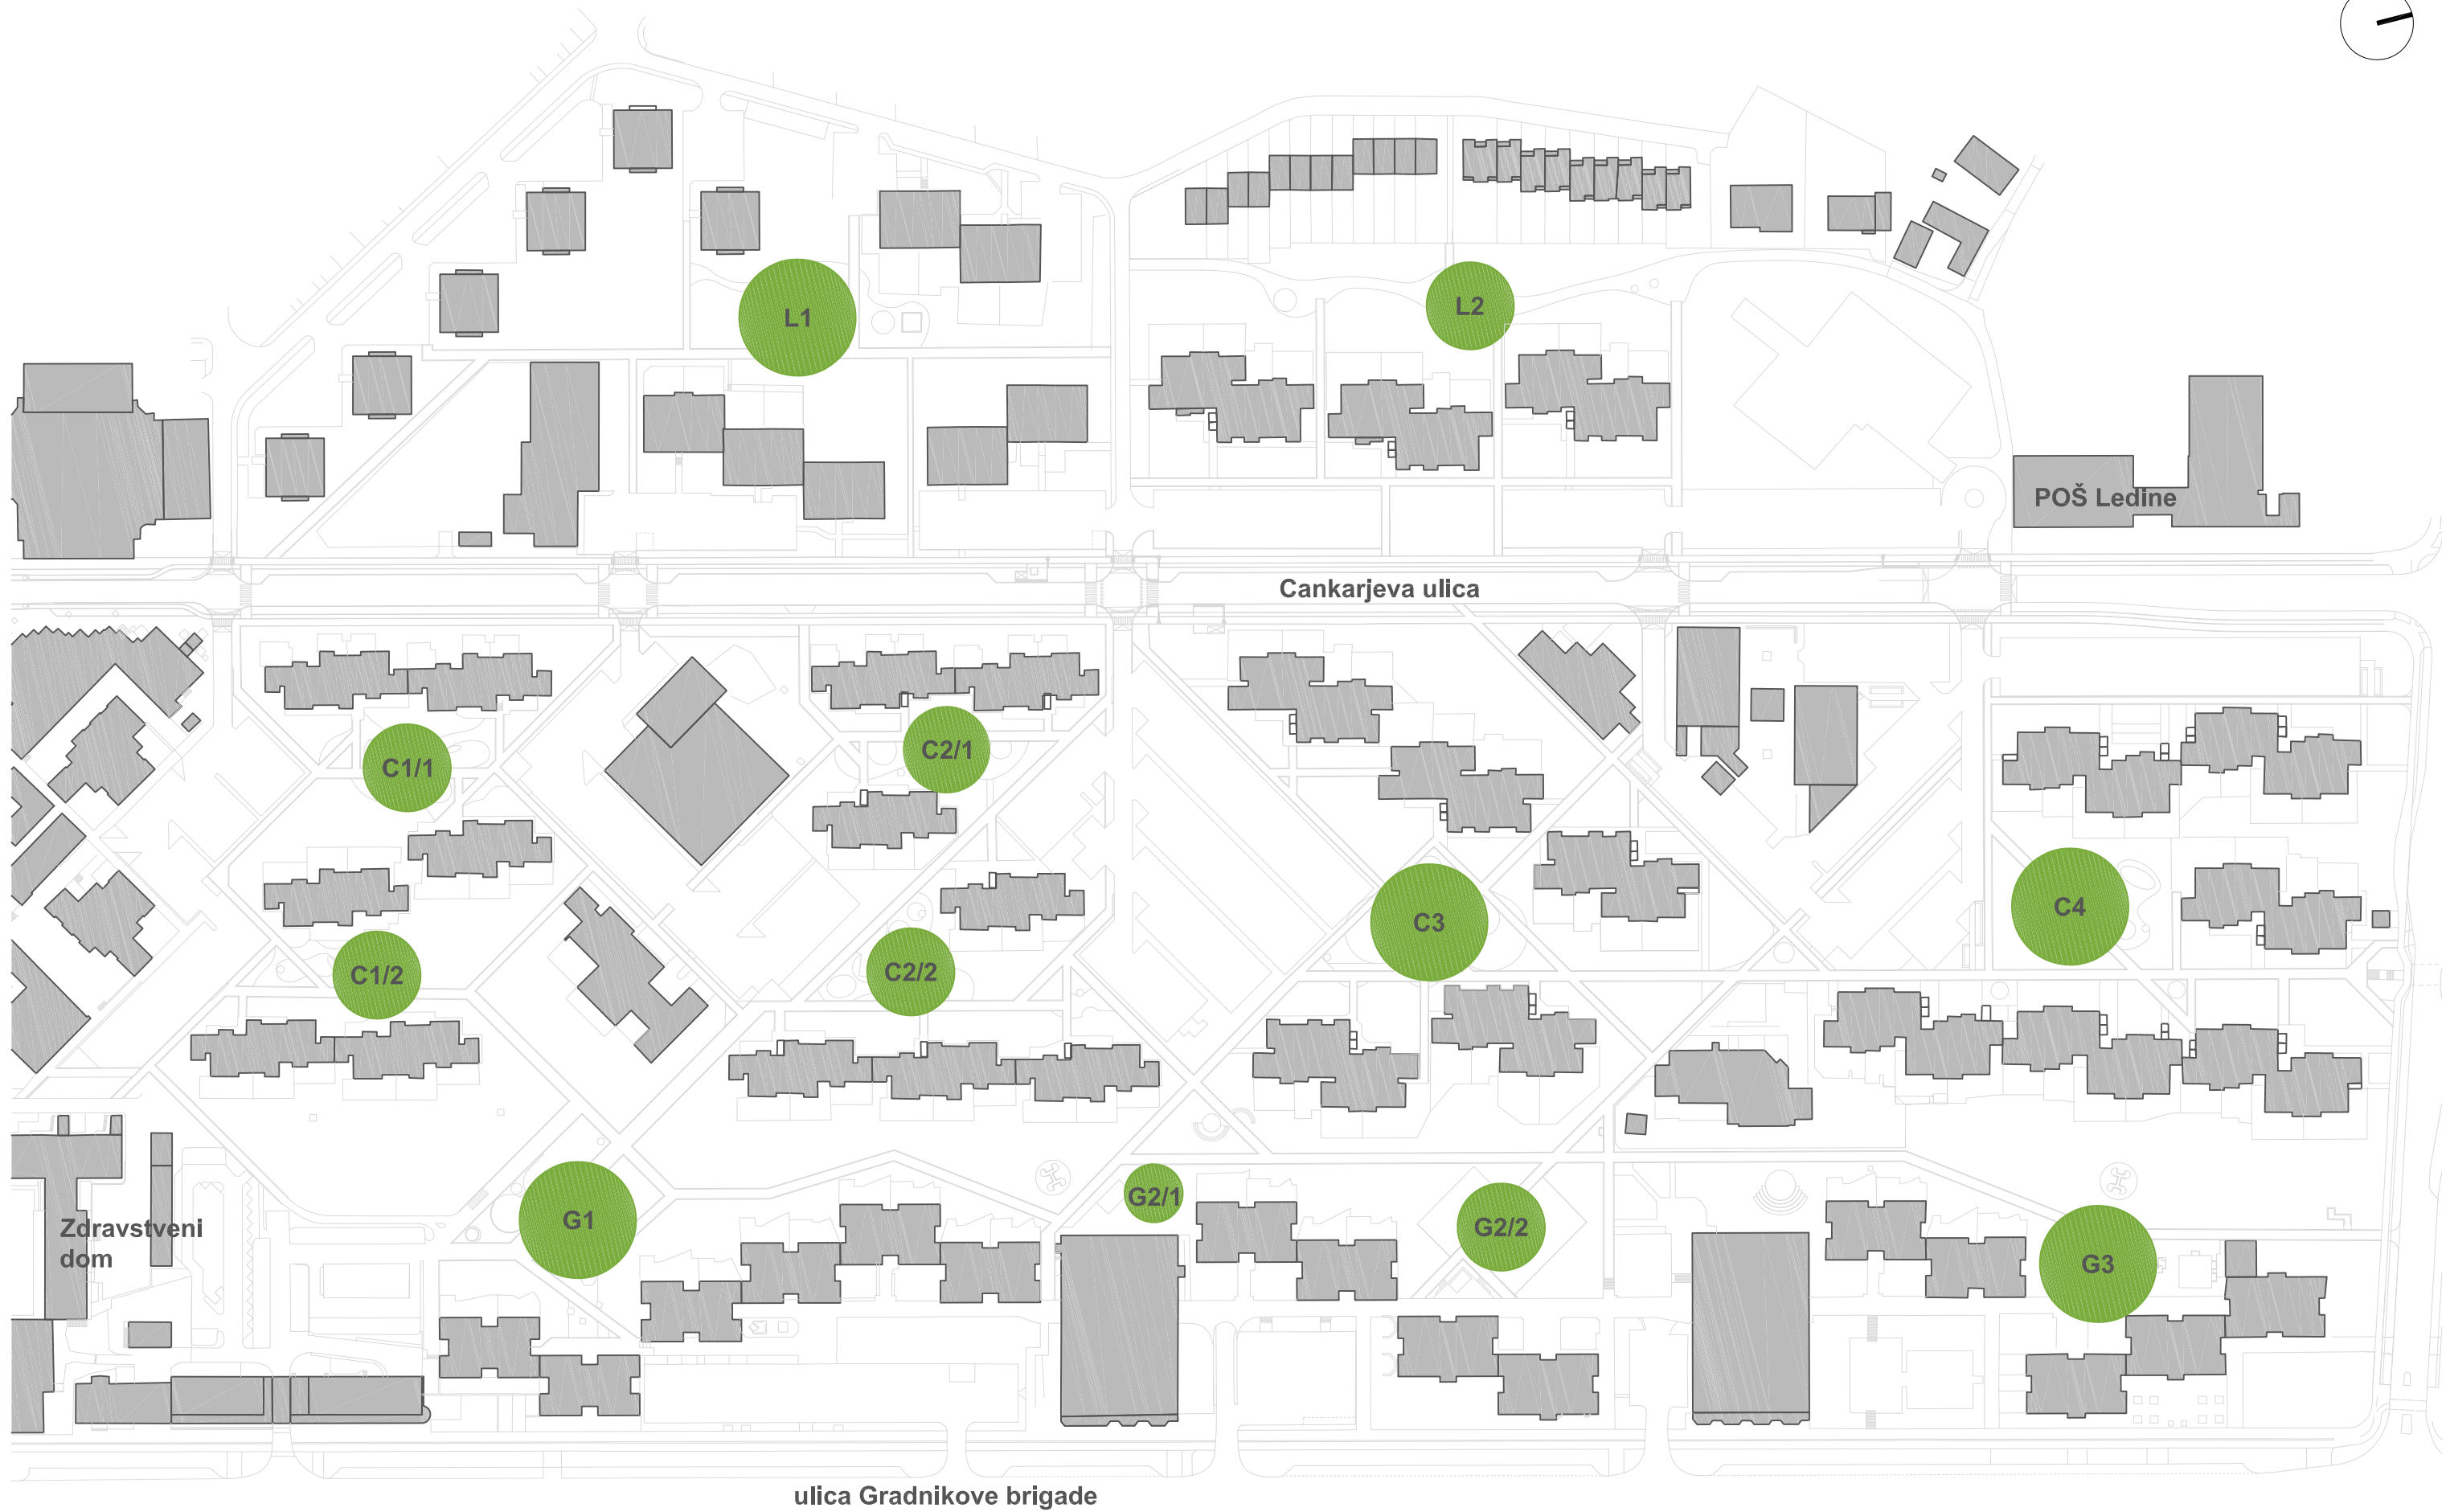 L1
L2
POŠ Ledine
Cankarjeva ulica
C1/1
C2/1
C3
C4
C1/2
C2/2
G1
G2/1
G2/2
G3
Zdravstveni
dom
ulica Gradnikove brigade